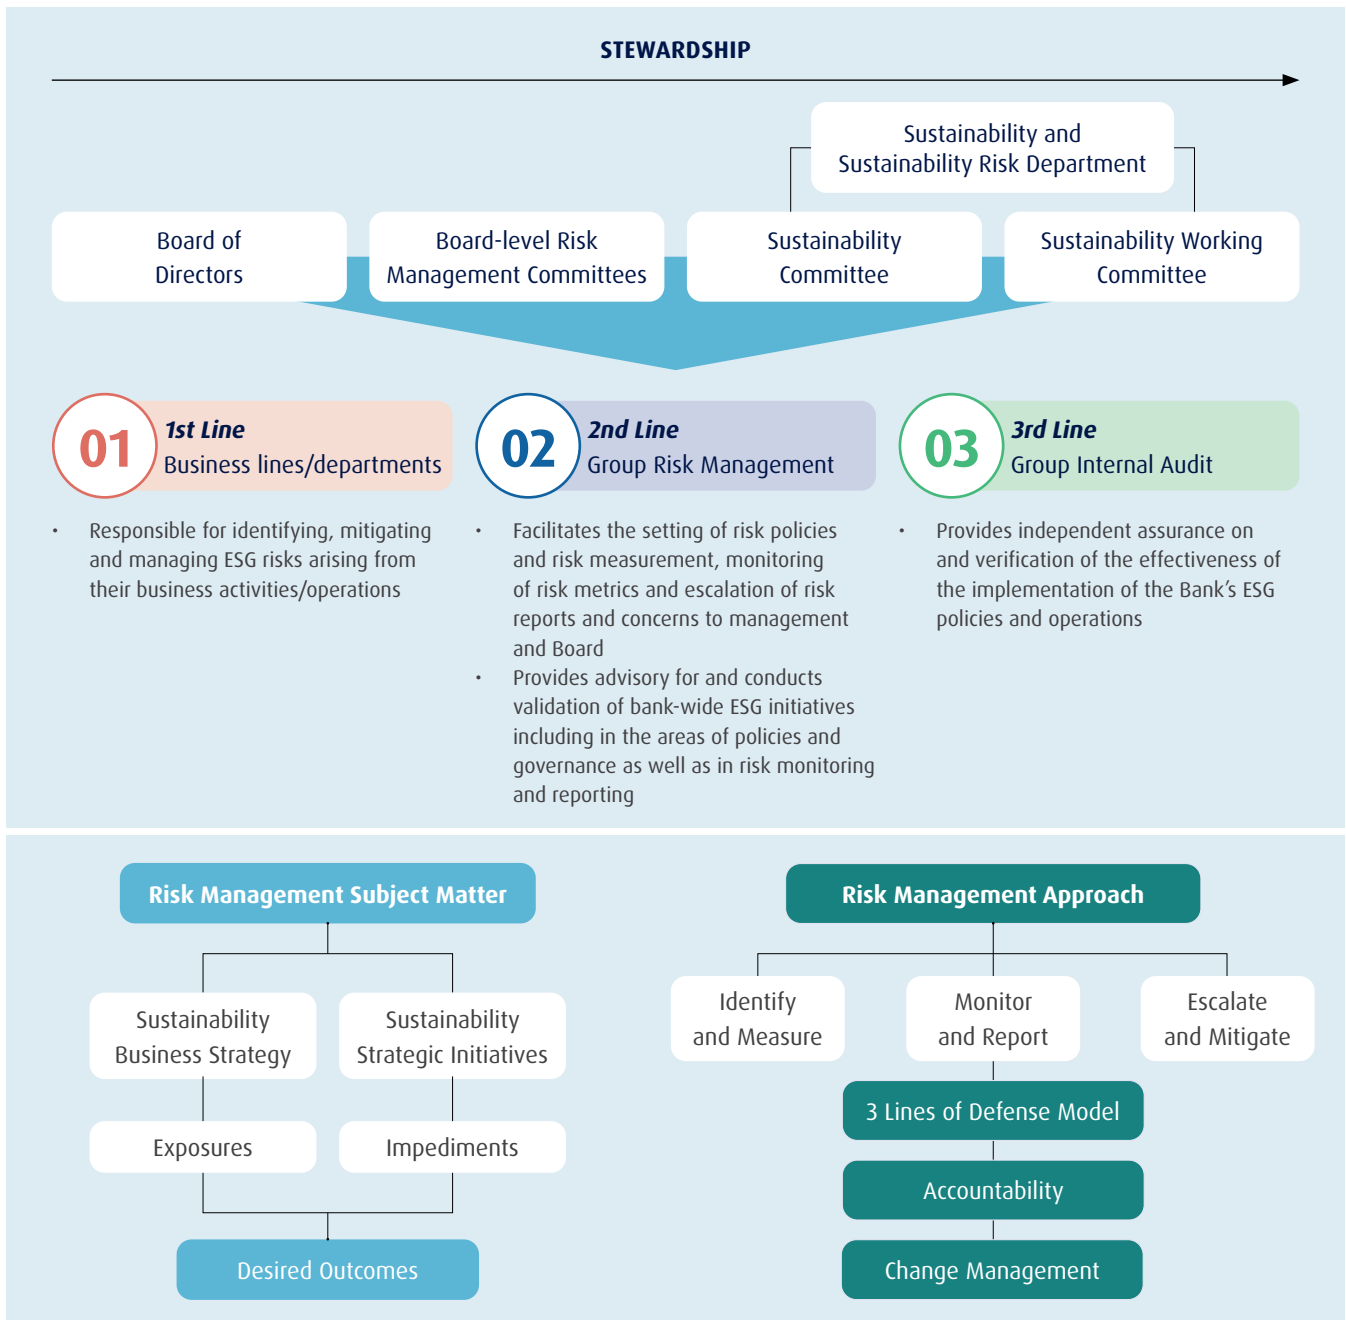 STEWARDSHIP
Sustainability and
Sustainability Risk Department
Board of
Directors
Board-level Risk
Management Committees
Sustainability
Committee
Sustainability Working
Committee
01
1st Line
Business lines/departments
• Responsible for identifying, mitigating
and managing ESG risks arising from
their business activities/operations
02
2nd Line
Group Risk Management
• Facilitates the setting of risk policies
and risk measurement, monitoring
of risk metrics and escalation of risk
reports and concerns to management
and Board
• Provides advisory for and conducts
validation of bank-wide ESG initiatives
including in the areas of policies and
governance as well as in risk monitoring
and reporting
03
3rd Line
Group Internal Audit
• Provides independent assurance on
and verification of the effectiveness of
the implementation of the Bank's ESG
policies and operations
Risk Management Subject Matter
Sustainability
Business Strategy
Sustainability
Strategic Initiatives
Exposures
Impediments
Desired Outcomes
Risk Management Approach
Identify
and Measure
Monitor
and Report
Escalate
and Mitigate
3 Lines of Defense Model
Accountability
Change Management